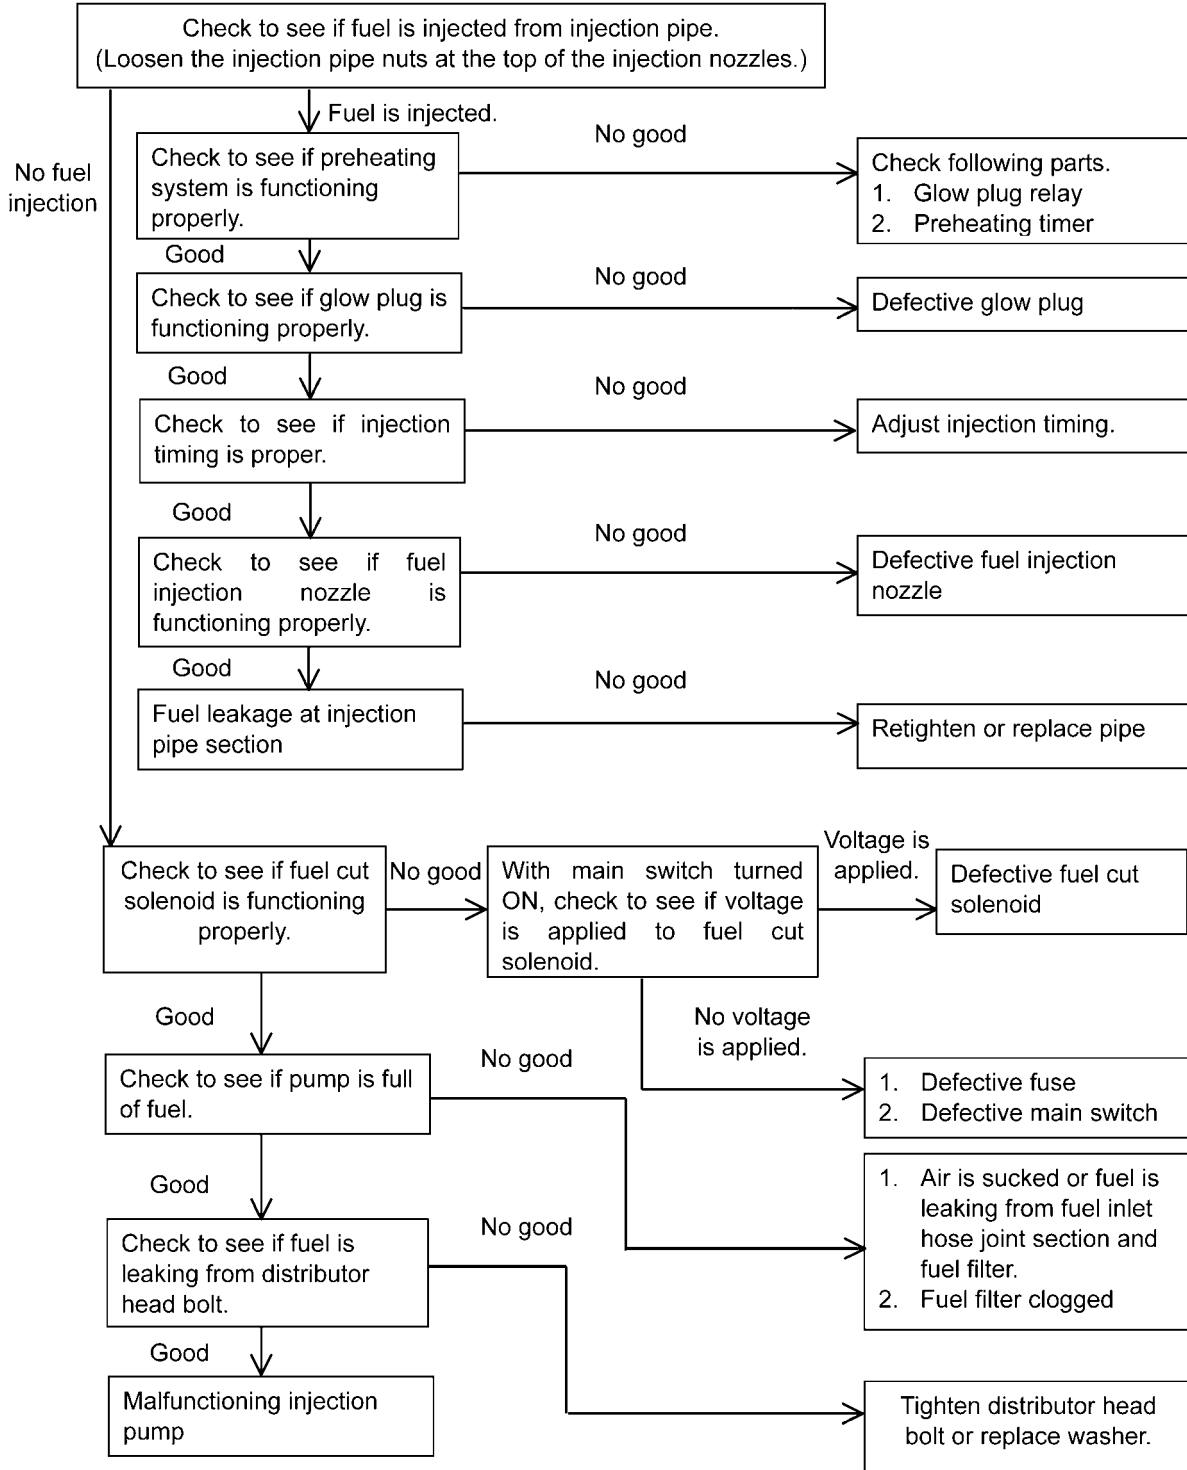 Check to see if fuel is injected from injection pipe.
(Loosen the injection pipe nuts at the top of the injection nozzles.)
Fuel is injected.
No fuel
injection
Check to see if preheating
system is functioning
properly.
No good
Check following parts.
1. Glow plug relay
2. Preheating timer
Good
Check to see if glow plug is
functioning properly.
No good
Defective glow plug
Good
Check to see if injection
timing is proper.
No good
Adjust injection timing.
Good
Check to see if fuel
injection nozzle is
functioning properly.
No good
Defective fuel injection
nozzle
Good
Fuel leakage at injection
pipe section
No good
Retighten or replace pipe
Check to see if fuel cut
solenoid is functioning
properly.
No good
With main switch turned
ON, check to see if voltage
is applied to fuel cut
solenoid.
Voltage is
applied.
Defective fuel cut
solenoid
No voltage
is applied.
1. Defective fuse
2. Defective main switch
Good
Check to see if pump is full
of fuel.
No good
1. Air is sucked or fuel is
leaking from fuel inlet
hose joint section and
fuel filter.
2. Fuel filter clogged
Good
Check to see if fuel is
leaking from distributor
head bolt.
No good
Tighten distributor head
bolt or replace washer.
Good
Malfunctioning injection
pump